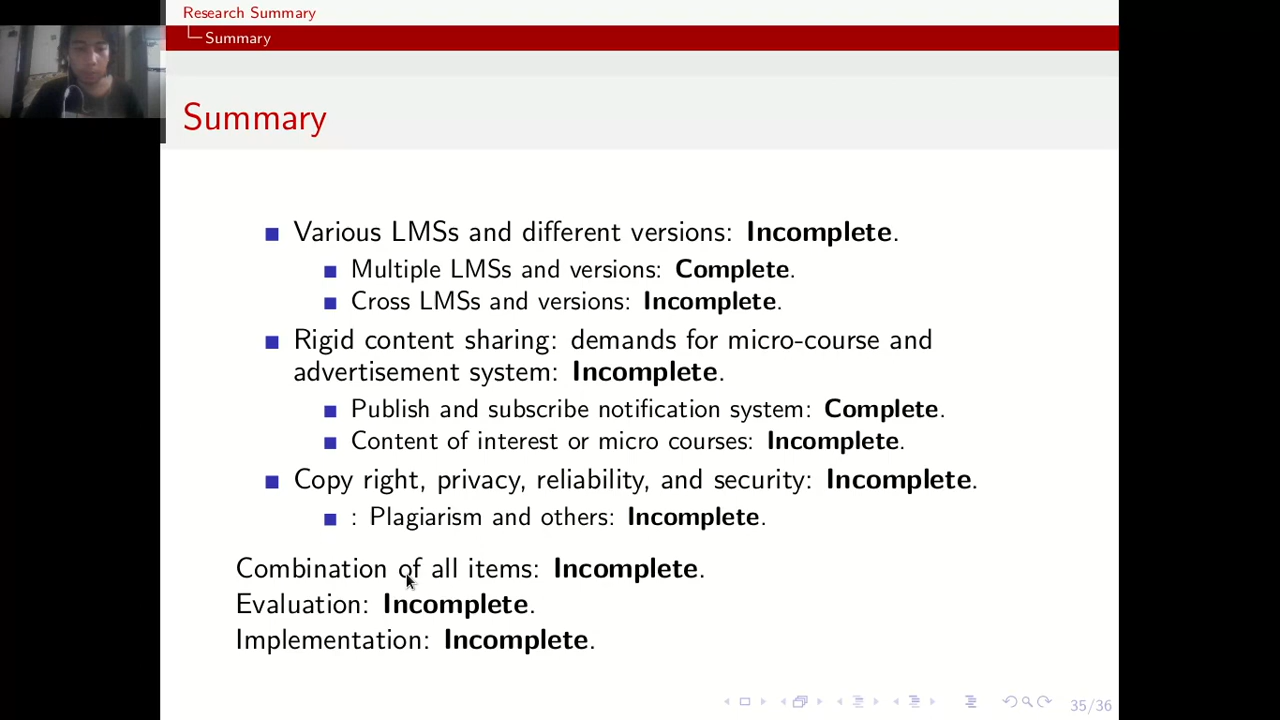 Research Summary
Summary
Summary
Various LMSs and different versions: Incomplete.
Multiple LMSs and versions: Complete.
Cross LMSs and versions: Incomplete.
Rigid content sharing: demands for micro-course and
advertisement system: Incomplete.
Publish and subscribe notification system: Complete.
Content of interest or micro courses: Incomplete.
Copy right, privacy, reliability, and security: Incomplete.
: Plagiarism and others: Incomplete.
Combination of all items: Incomplete.
Evaluation: Incomplete.
Implementation: Incomplete.
35/36